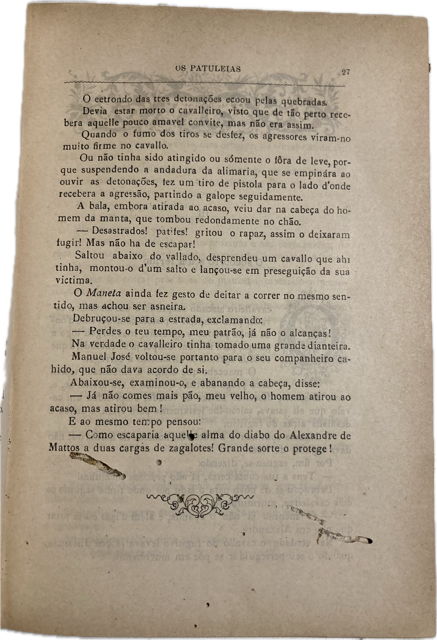 OS PATULEIAS 27
O estrondo das tres detonações ecoou pelas quebradas.
Devia estar morto o cavalleiro, visto que de tão perto rece-
bera aquelle pouco amavel convite, mas não era assim.
Quando o fumo dos tiros se desfez, os agressores viram-no
muito firme no cavallo.
Ou não tinha sido atingido ou sómente o fôra de leve, por-
que suspendendo a andadura da alimaria, que se empinára ao
ouvir as detonações, fez um tiro de pistola para o lado d'onde
recebera a agressão, partindo a galope seguidamente.
A bala, embora atirada ao acaso, veiu dar na cabeça do ho-
mem da manta, que tombou redondamente no chão.
— Desastrados! patifes! gritou o rapaz, assim o deixaram
fugir! Mas não ha de escapar!
Saltou abaixo do vallado, desprendeu um cavallo que ahi
tinha, montou-o d'um salto e lançou-se em preseguição da sua
victima.
O Maneta ainda fez gesto de deitar a correr no mesmo sen-
tido, mas achou ser asneira.
Debruçou-se para a estrada, exclamando:
— Perdes o teu tempo, meu patrão, já não o alcanças!
Na verdade o cavalleiro tinha tomado uma grande dianteira.
Manuel José voltou-se portanto para o seu companheiro ca-
hido, que não dava acordo de si.
Abaixou-se, examinou-o, e abanando a cabeça, disse:
— Já não comes mais pão, meu velho, o homem atirou ao
acaso, mas atirou bem!
E ao mesmo tempo pensou:
— Como escaparia aquelle alma do diabo do Alexandre de
Mattos a duas cargas de zagalotes! Grande sorte o protege!